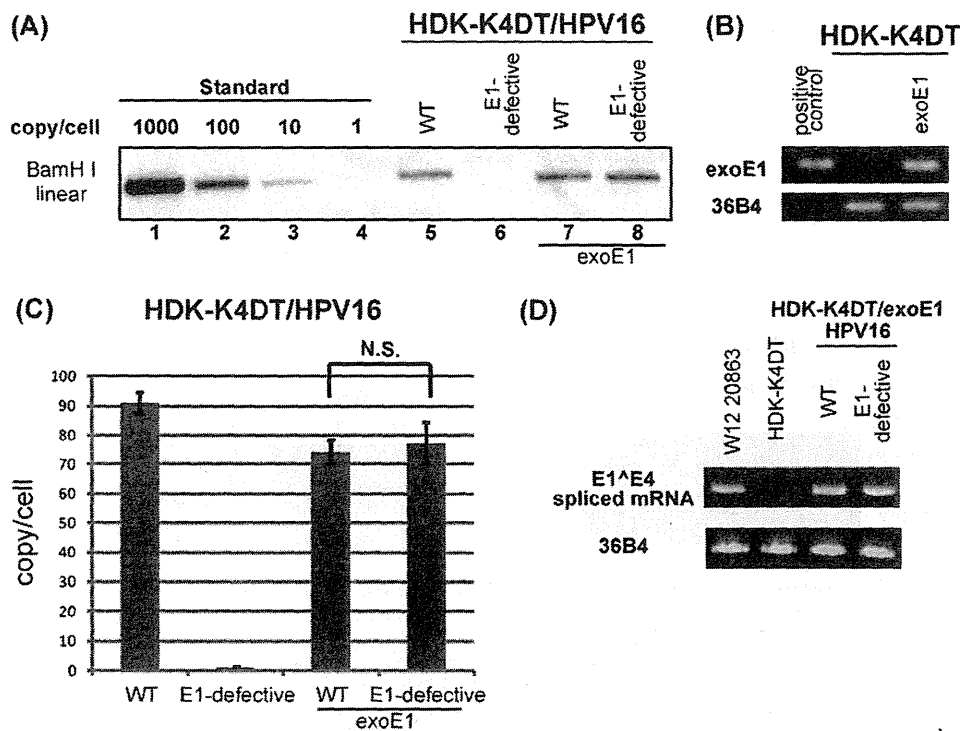 (A)
HDK-K4DT/HPV16
Standard
copy/cell 1000 100 10 1
WT
E1-
defective
WT
E1-
defective
BamH I
linear
1 2 3 4 5 6 7 8
exoE1
(B)
HDK-K4DT
positive
control
exoE1
exoE1
36B4
(C)
HDK-K4DT/HPV16
N.S.
100
90
80
70
60
50
40
30
20
10
0
copy/cell
WT E1-defective WT E1-defective
exoE1
(D)
HDK-K4DT/exoE1
HPV16
W12 20863
HDK-K4DT
WT
E1-
defective
E1^E4
spliced mRNA
36B4